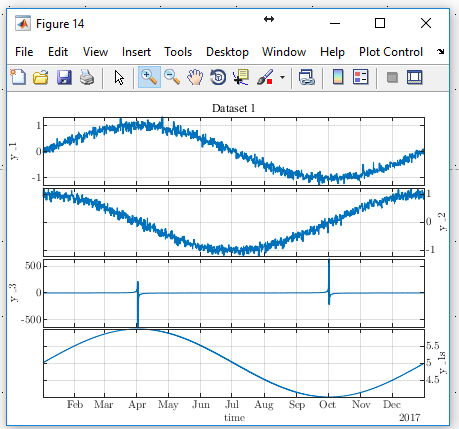 Figure 14
File Edit View Insert Tools Desktop Window Help Plot Control
Dataset 1
1
0
-1
y_1
1
0
-1
y_2
500
0
-500
y_3
5.5
5
4.5
y_1s
Feb Mar Apr May Jun Jul Aug Sep Oct Nov Dec
time 2017